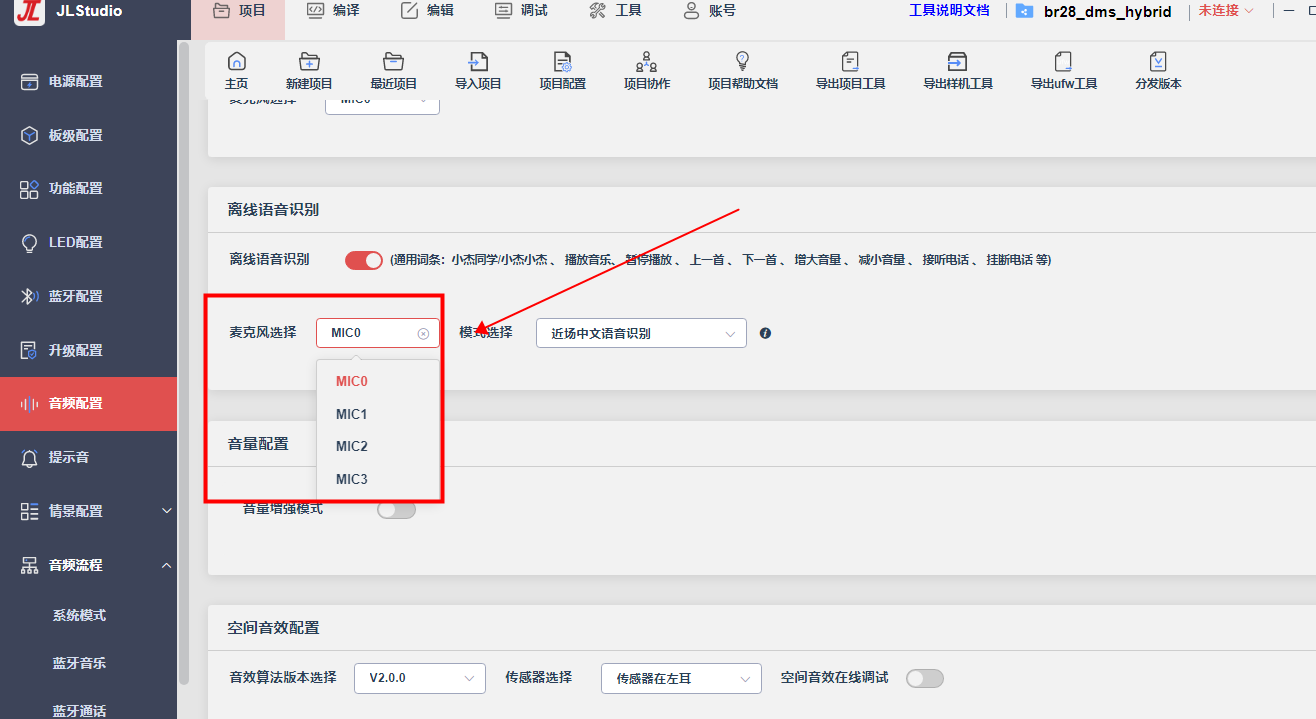 JL JLStudio
项目 编译 编辑 调试 工具 账号 工具说明文档 br28_dms_hybrid 未连接
主页 新建项目 最近项目 导入项目 项目配置 项目协作 项目帮助文档 导出项目工具 导出样机工具 导出ufw工具 分发版本
电源配置
板级配置
功能配置
LED配置
蓝牙配置
升级配置
音频配置
提示音
情景配置
音频流程
系统模式
蓝牙音乐
蓝牙通话
麦克风选择 MIC0
离线语音识别
离线语音识别 (通用词条：小杰同学/小杰小杰 、 播放音乐、 暂停播放 、 上一首 、 下一首 、 增大音量 、 减小音量 、 接听电话 、 挂断电话 等)
麦克风选择 MIC0 模式选择 近场中文语音识别
MIC0
MIC1
MIC2
MIC3
音量配置
音量增强模式
空间音效配置
音效算法版本选择 V2.0.0 传感器选择 传感器在左耳 空间音效在线调试